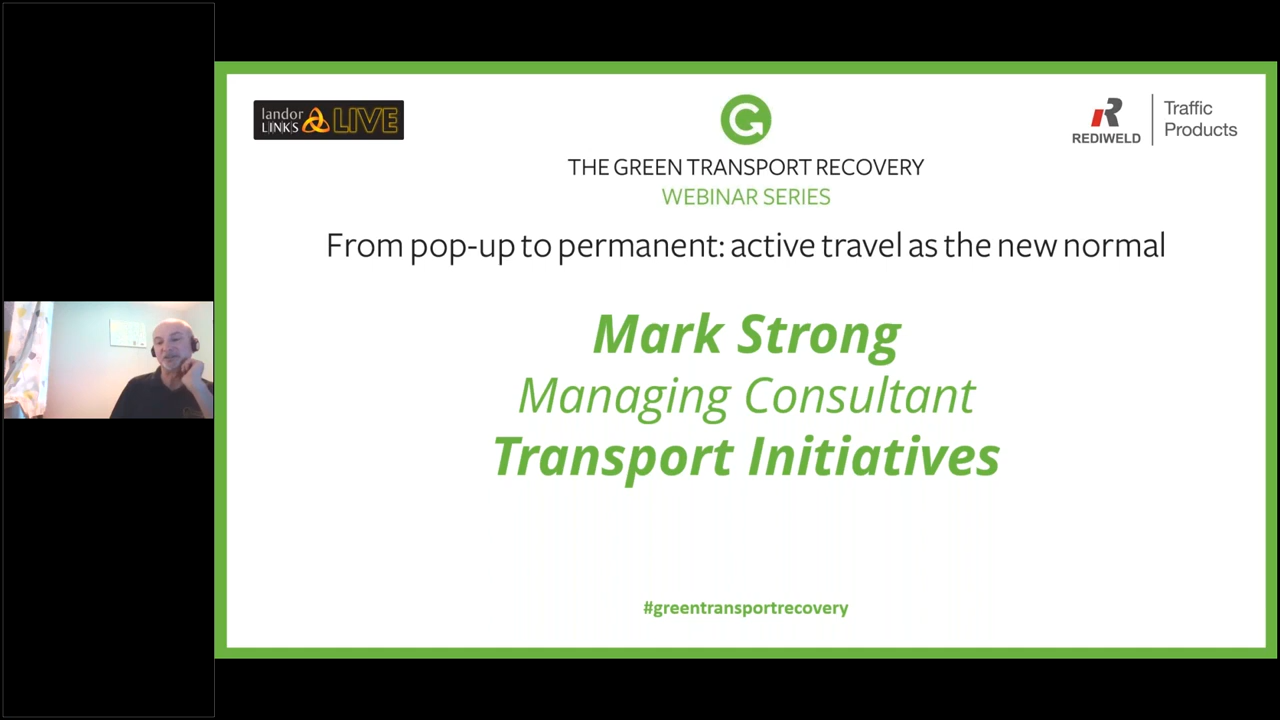 landor
LINKS LIVE
THE GREEN TRANSPORT RECOVERY
WEBINAR SERIES
REDIWELD
Traffic
Products
From pop-up to permanent: active travel as the new normal
Mark Strong
Managing Consultant
Transport Initiatives
#greentransportrecovery